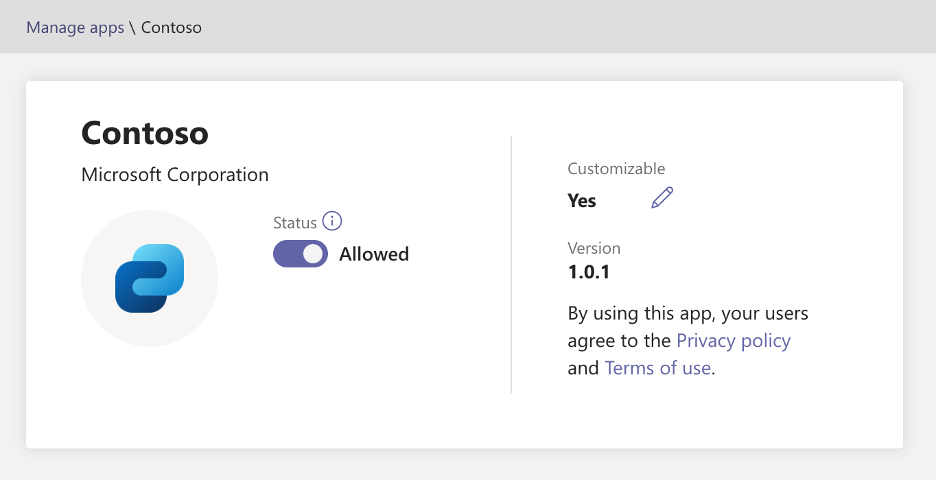 Manage apps \ Contoso
Contoso
Microsoft Corporation
Status
Allowed
Customizable
Yes
Version
1.0.1
By using this app, your users
agree to the Privacy policy
and Terms of use.